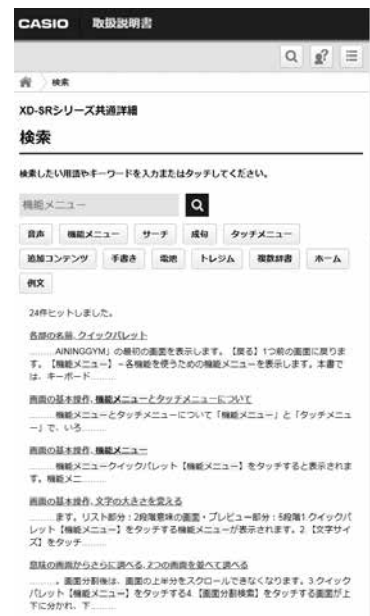 CASIO 取扱説明書
検索
XD-SRシリーズ共通詳細
検索
検索したい用語やキーワードを入力またはタッチしてください。
機能メニュー
音声 機能メニュー サーチ 成句 タッチメニュー
追加コンテンツ 手書き 電池 トレジム 複数辞書 ホーム
例文
24件ヒットしました。
各部の名前, クイックパレット
.........AININGGYM」の最初の画面を表示します。【戻る】1つ前の画面に戻りま
す。【機能メニュー】－各機能を使うための機能メニューを表示します。本書で
は、キーボード.........
画面の基本操作, 機能メニューとタッチメニューについて
.........機能メニューとタッチメニューについて「機能メニュー」と「タッチメニュ
ー」で、いろ.........
画面の基本操作, 機能メニュー
.........機能メニュークイックパレット【機能メニュー】をタッチすると表示されま
す。機能メニ.........
画面の基本操作, 文字の大きさを変える
.........ます。リスト部分：2段階意味の画面・プレビュー部分：5段階1.クイックパ
レット【機能メニュー】をタッチする機能メニューが表示されます。2.【文字サイ
ズ】をタッチ.........
意味の画面からさらに調べる, 2つの画面を並べて調べる
.........。画面分割後は、画面の上半分をスクロールできなくなります。3.クイック
パレット【機能メニュー】をタッチする4.【画面分割検索】をタッチする画面が上
下に分かれ、下.........